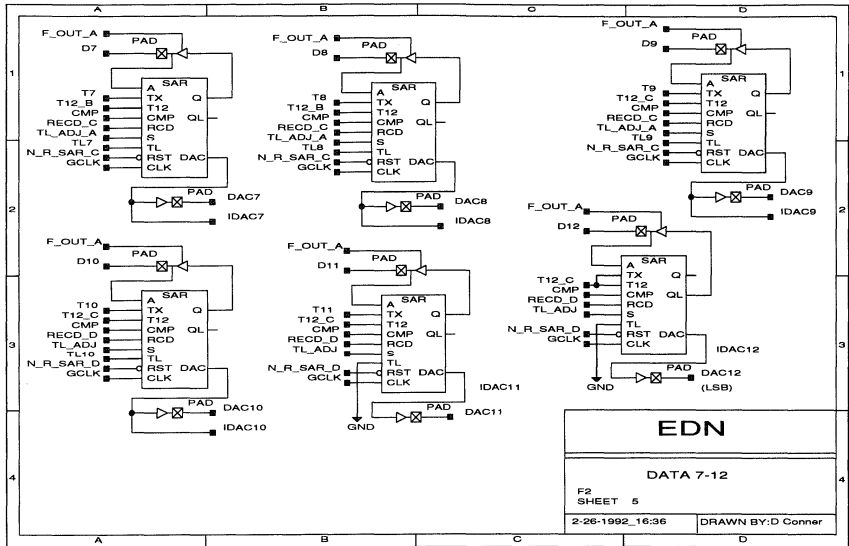 A B C D
1
2
3
4
F_OUT_A
D7
PAD
SAR
A
TX
T12
CMP
RCD
S
TL
RST
CLK
Q
QL
DAC
T7
T12_B
CMP
RECD_C
TL_ADJ_A
TL7
N_R_SAR_C
GCLK
PAD
DAC7
IDAC7
F_OUT_A
D8
PAD
SAR
A
TX
T12
CMP
RCD
S
TL
RST
CLK
Q
QL
DAC
T8
T12_B
CMP
RECD_C
TL_ADJ_A
TL8
N_R_SAR_C
GCLK
PAD
DAC8
IDAC8
F_OUT_A
D9
PAD
SAR
A
TX
T12
CMP
RCD
S
TL
RST
CLK
Q
QL
DAC
T9
T12_C
CMP
RECD_C
TL_ADJ_A
TL9
N_R_SAR_C
GCLK
PAD
DAC9
IDAC9
F_OUT_A
D10
PAD
SAR
A
TX
T12
CMP
RCD
S
TL
RST
CLK
Q
QL
DAC
T10
T12_C
CMP
RECD_D
TL_ADJ
TL10
N_R_SAR_D
GCLK
PAD
DAC10
IDAC10
F_OUT_A
D11
PAD
SAR
A
TX
T12
CMP
RCD
S
TL
RST
CLK
Q
QL
DAC
T11
T12_C
CMP
RECD_D
TL_ADJ
N_R_SAR_D
GCLK
IDAC11
PAD
DAC11
GND
F_OUT_A
D12
PAD
SAR
A
TX
T12
CMP
RCD
S
TL
RST
CLK
Q
QL
DAC
T12_C
CMP
RECD_D
TL_ADJ
N_R_SAR_D
GCLK
IDAC12
PAD
DAC12
(LSB)
GND
EDN
DATA 7-12
F2
SHEET 5
2-26-1992_16:36
DRAWN BY:D Conner
1
2
3
4
A B C D